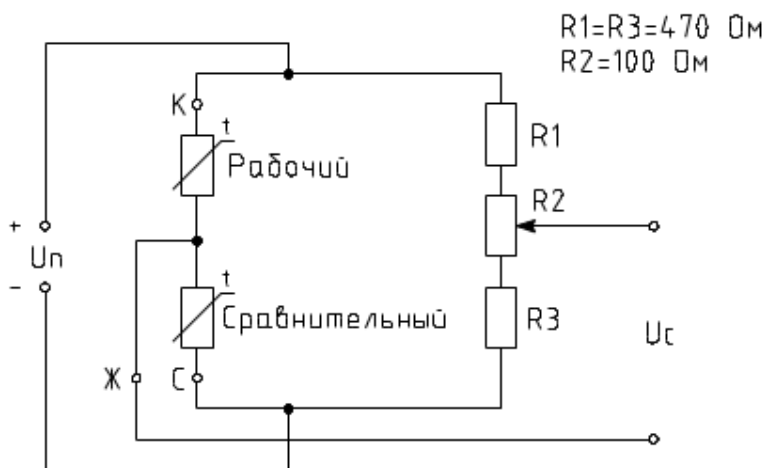 R1=R3=470 Ом
R2=100 Ом
К
t
Рабочий
R1
R2
+
Uп
-
t
Сравнительный
R3
Uс
Ж
С